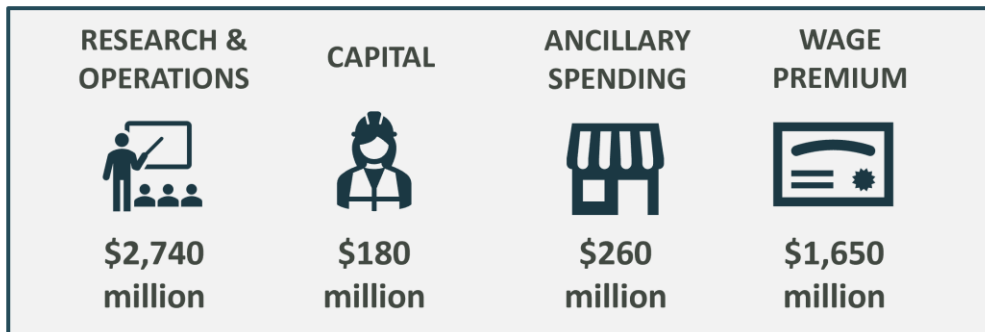 RESEARCH &
OPERATIONS
$2,740
million
CAPITAL
$180
million
ANCILLARY
SPENDING
$260
million
WAGE
PREMIUM
$1,650
million